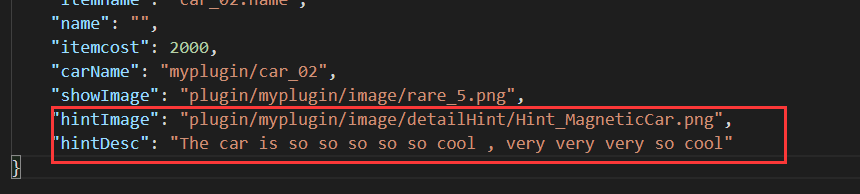 "itemname": "car_02.name",
"name": "",
"itemcost": 2000,
"carName": "myplugin/car_02",
"showImage": "plugin/myplugin/image/rare_5.png",
"hintImage": "plugin/myplugin/image/detailHint/Hint_MagneticCar.png",
"hintDesc": "The car is so so so so so cool , very very very so cool"
}